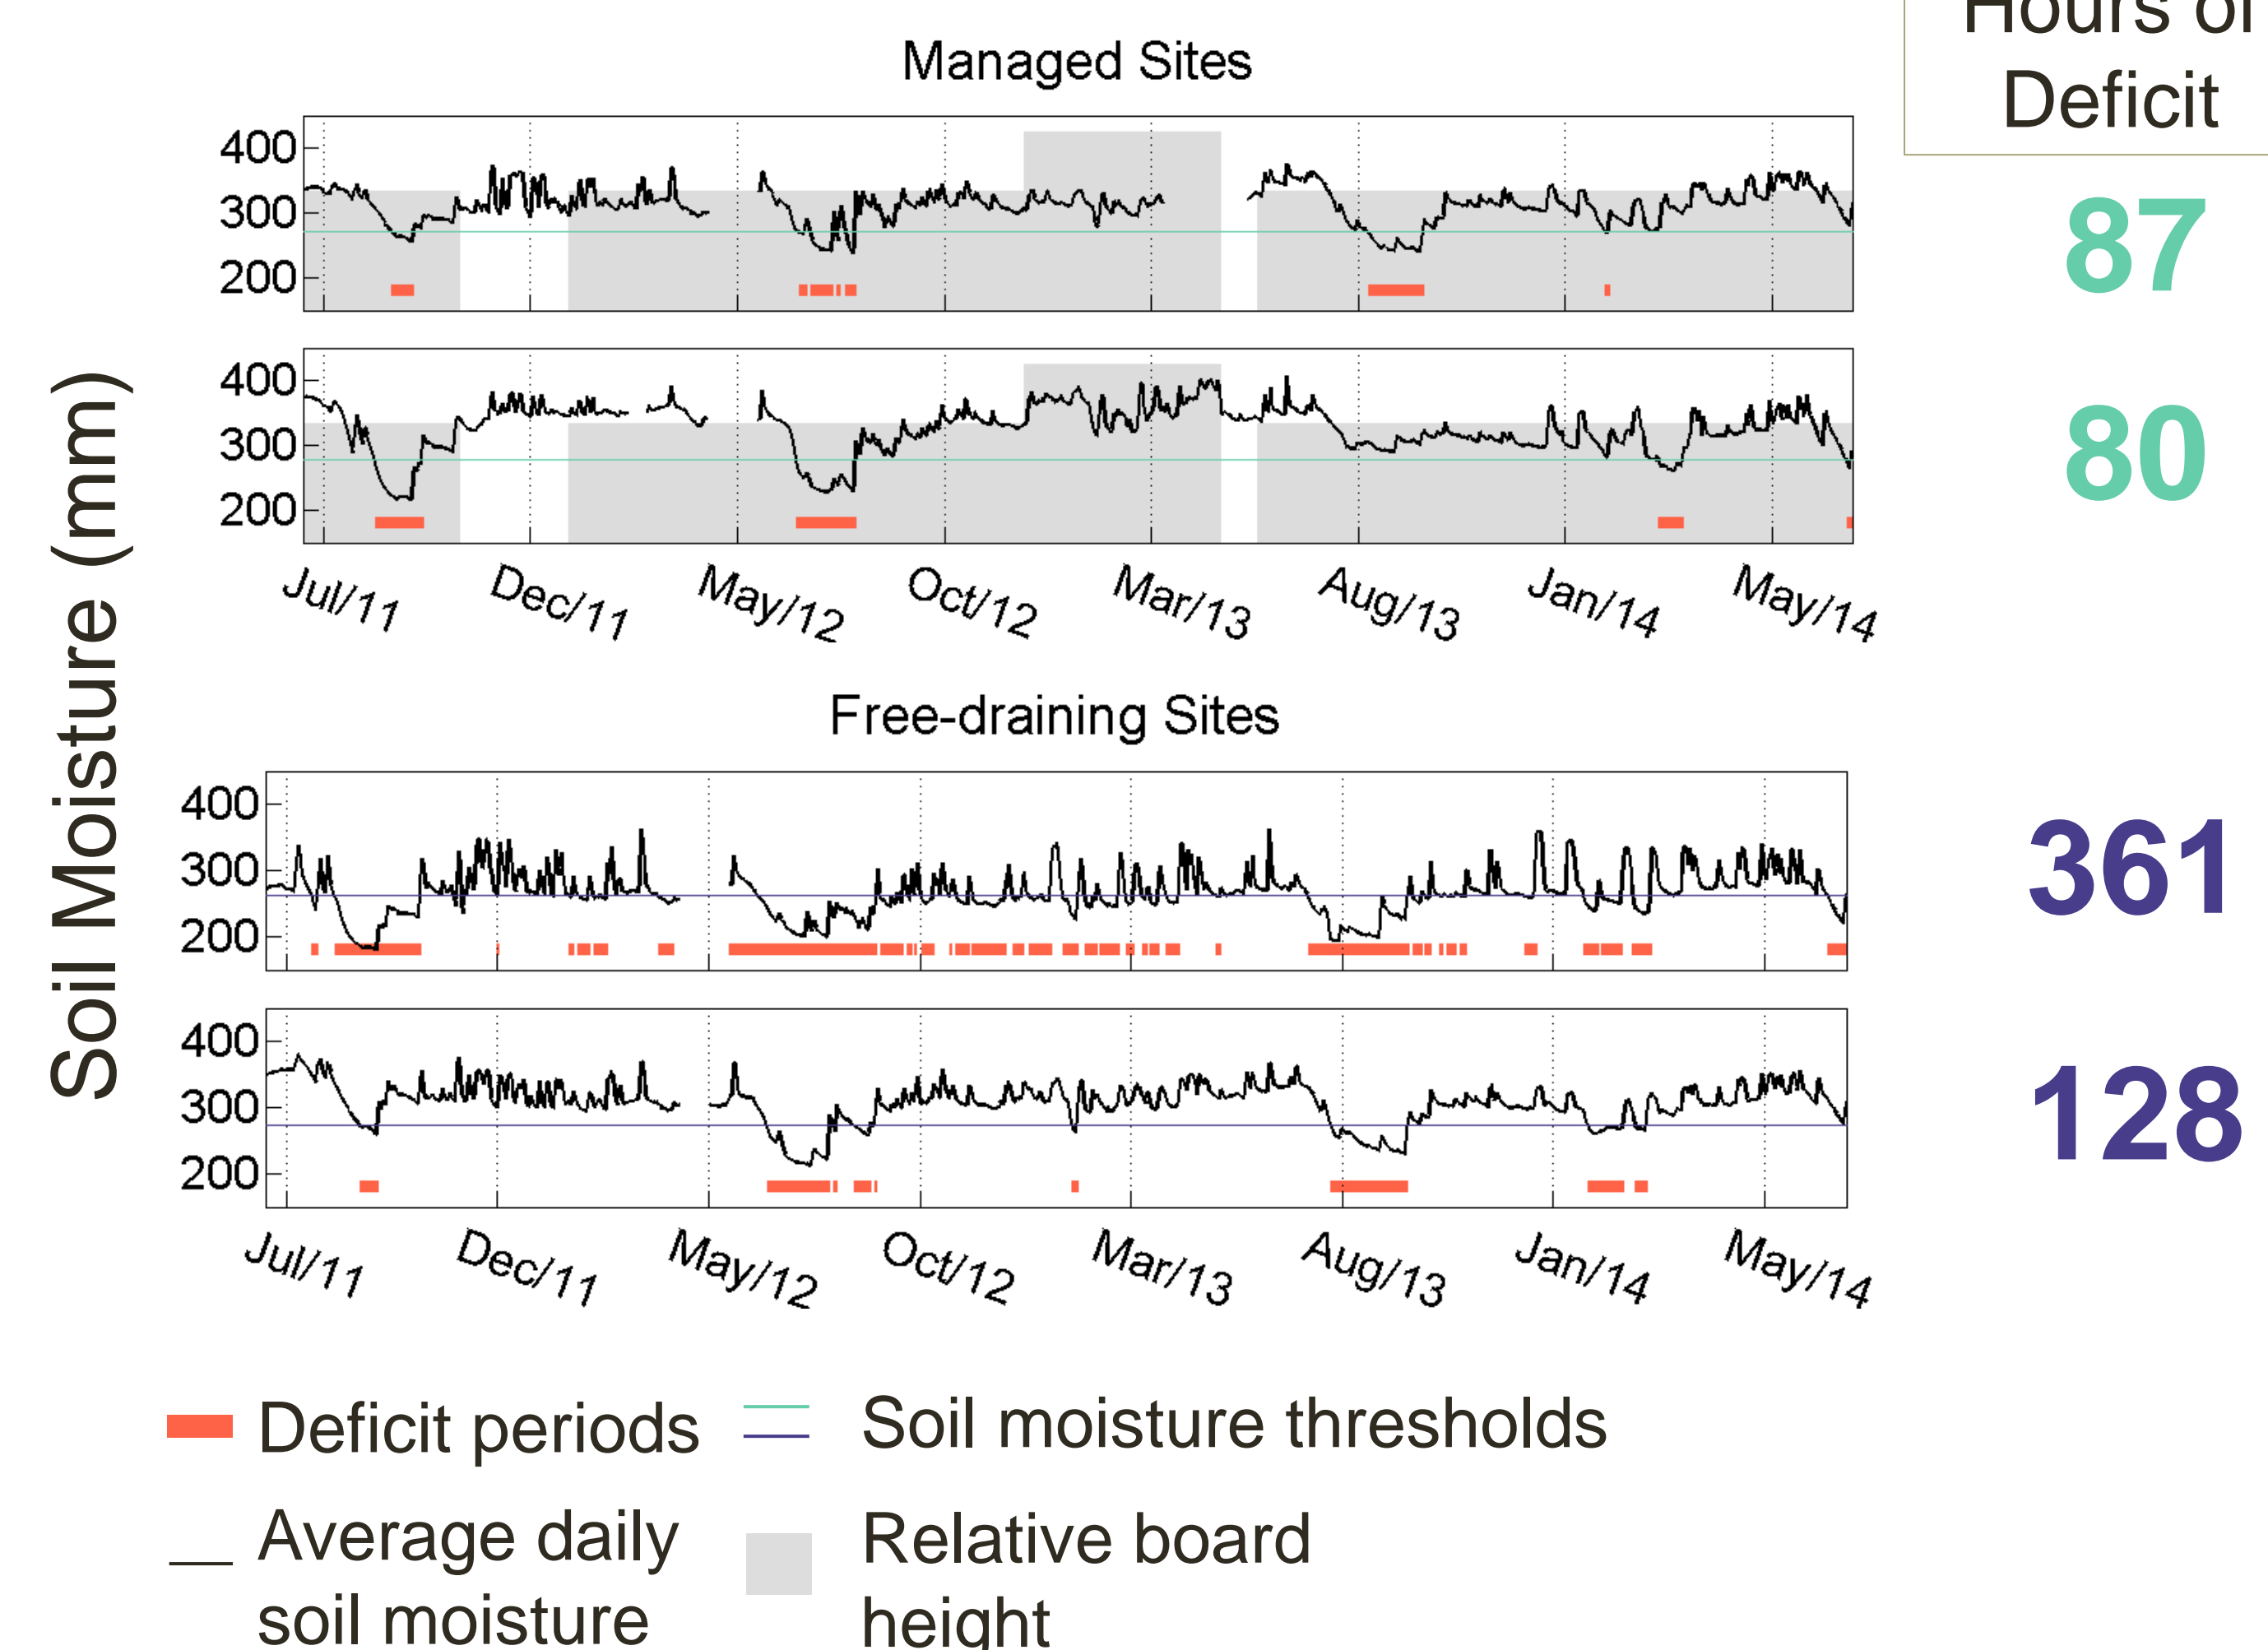 Hours of
Deficit
Managed Sites
400
300
200
87
400
300
200
80
Jul/11 Dec/11 May/12 Oct/12 Mar/13 Aug/13 Jan/14 May/14
Soil Moisture (mm)
Free-draining Sites
400
300
200
361
400
300
200
128
Jul/11 Dec/11 May/12 Oct/12 Mar/13 Aug/13 Jan/14 May/14
Deficit periods
Soil moisture thresholds
Average daily
soil moisture
Relative board
height